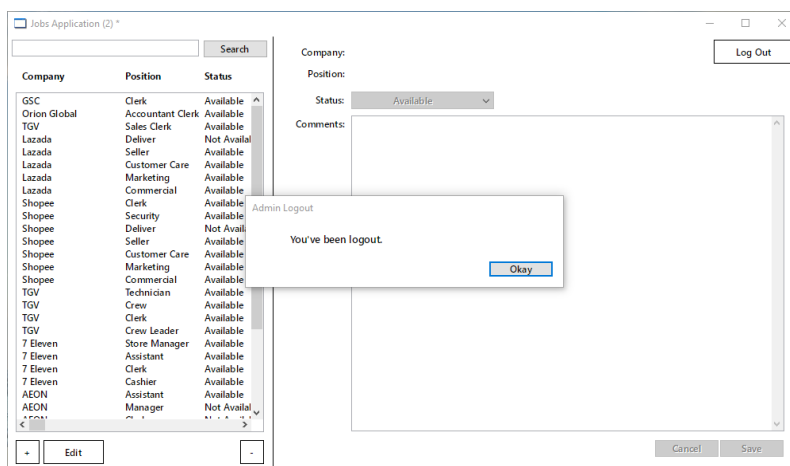 Jobs Application (2) *
Search
Company Position Status
GSC Clerk Available
Orion Global Accountant Clerk Available
TGV Sales Clerk Available
Lazada Deliver Not Availal
Lazada Seller Available
Lazada Customer Care Available
Lazada Marketing Available
Lazada Commercial Available
Shopee Clerk Available
Shopee Security Available
Shopee Deliver Not Avail
Shopee Seller Available
Shopee Customer Care Available
Shopee Marketing Available
Shopee Commercial Available
TGV Technician Available
TGV Crew Available
TGV Clerk Available
TGV Crew Leader Available
7 Eleven Store Manager Available
7 Eleven Assistant Available
7 Eleven Clerk Available
7 Eleven Cashier Available
AEON Assistant Available
AEON Manager Not Availal
+ Edit -
Company:
Log Out
Position:
Status: Available
Comments:
Admin Logout
You've been logout.
Okay
Cancel Save